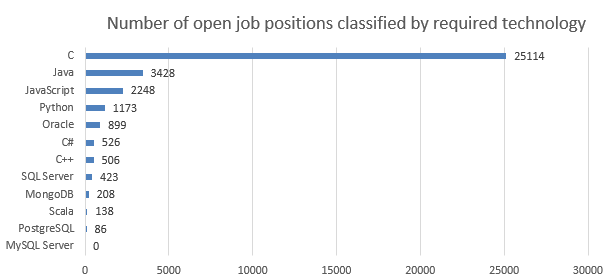 Number of open job positions classified by required technology
C 25114
Java 3428
JavaScript 2248
Python 1173
Oracle 899
C# 526
C++ 506
SQL Server 423
MongoDB 208
Scala 138
PostgreSQL 86
MySQL Server 0
0 5000 10000 15000 20000 25000 30000